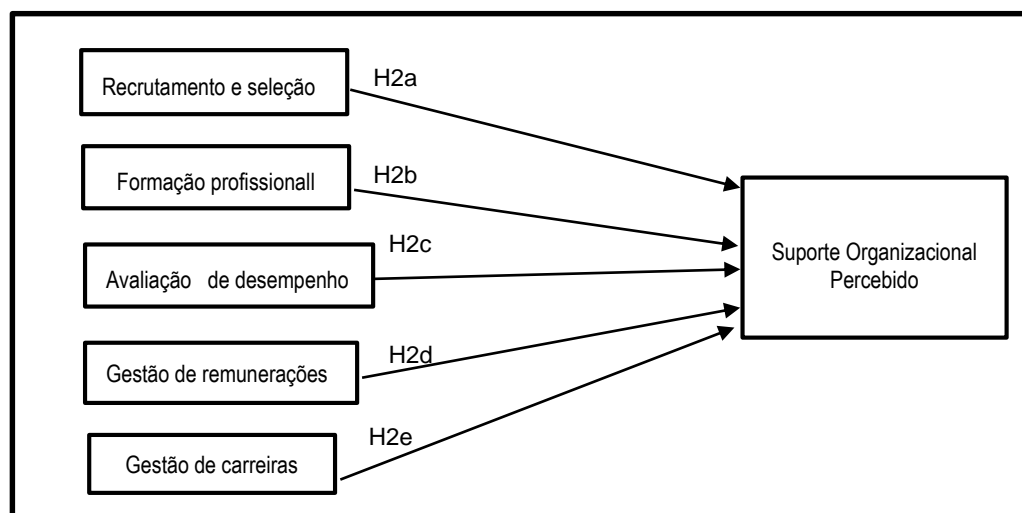 Recrutamento e seleção
H2a
Formação profissionall
H2b
H2c
Avaliação de desempenho
Suporte Organizacional
Percebido
H2d
Gestão de remunerações
H2e
Gestão de carreiras